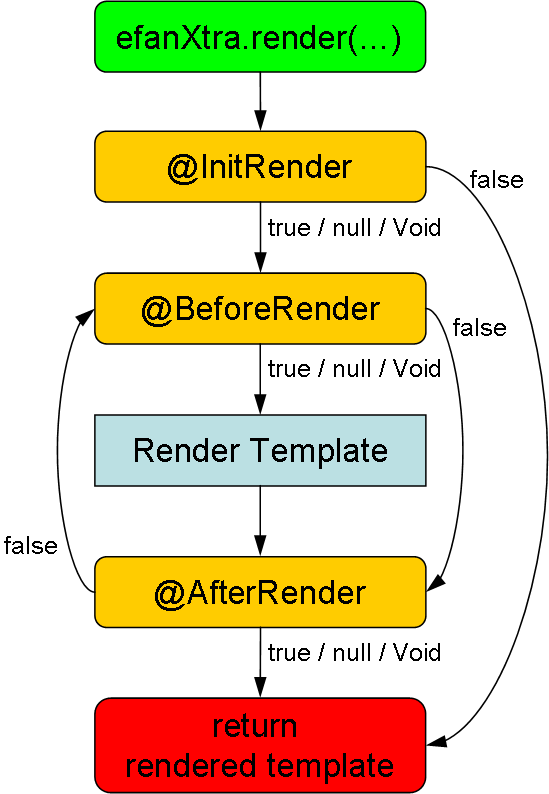 efanXtra.render(...)
@InitRender
false
true / null / Void
@BeforeRender
false
true / null / Void
Render Template
false
@AfterRender
true / null / Void
return
rendered template